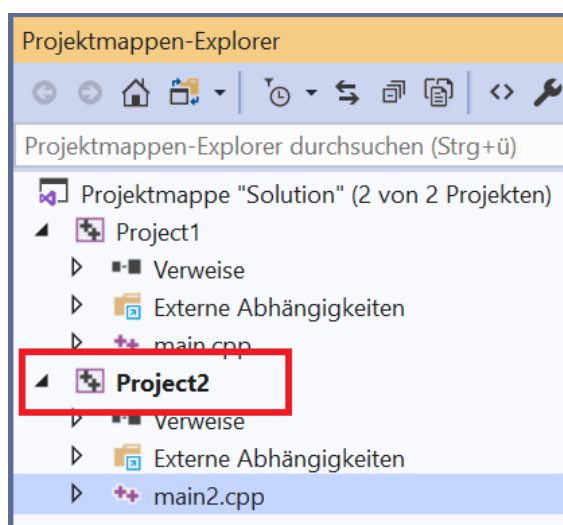 Projektmappen-Explorer
Projektmappen-Explorer durchsuchen (Strg+ü)
Projektmappe "Solution" (2 von 2 Projekten)
Project1
Verweise
Externe Abhängigkeiten
main.cpp
Project2
Verweise
Externe Abhängigkeiten
main2.cpp